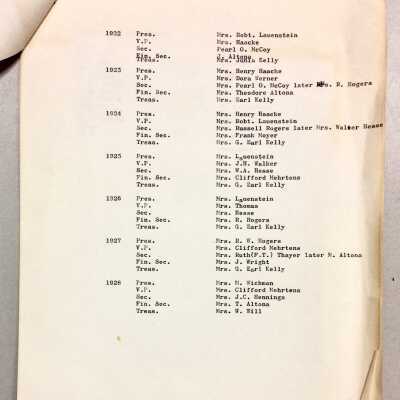 1922 Pres. Mrs. Robt. Lauenstein
V.P. Mrs. Haacke
Sec. Pearl O. McCoy
Fin. Sec. J. Altona
Treas. Mrs. Julia Kelly
1923 Pres. Mrs. Henry Haacke
V.P. Mrs. Dora Werner
Sec. Mrs. Pearl O. McCoy later Mrs. R. Rogers
Fin. Sec. Mrs. Theodore Altona
Treas. Mrs. Earl Kelly
1924 Pres. Mrs. Henry Haacke
V.P. Mrs. Robt. Lauenstein
Sec. Mrs. Russell Rogers later Mrs. Walter Hesse
Fin. Sec. Mrs. Frank Meyer
Treas. Mrs. G. Earl Kelly
1925 Pres. Mrs. Lauenstein
V.P. Mrs. J.H. Walker
Sec. Mrs. W.A. Hesse
Fin. Sec. Mrs. Clifford Mehrtens
Treas. Mrs. G. Earl Kelly
1926 Pres. Mrs. Lauenstein
V.P. Mrs. Thomas
Sec. Mrs. Hesse
Fin. Sec. Mrs. R. Rogers
Treas. Mrs. G. Earl Kelly
1927 Pres. Mrs. R. W. Rogers
V.P. Mrs. Clifford Mehrtens
Sec. Mrs. Ruth(F.T.) Thayer later M. Altona
Fin. Sec. Mrs. J. Wright
Treas. Mrs. G. Earl Kelly
1928 Pres. Mrs. H. Wichman
V.P. Mrs. Clifford Mehrtens
Sec. Mrs. J.C. Hennings
Fin. Sec. Mrs. T. Altona
Treas. Mrs. W. Hill